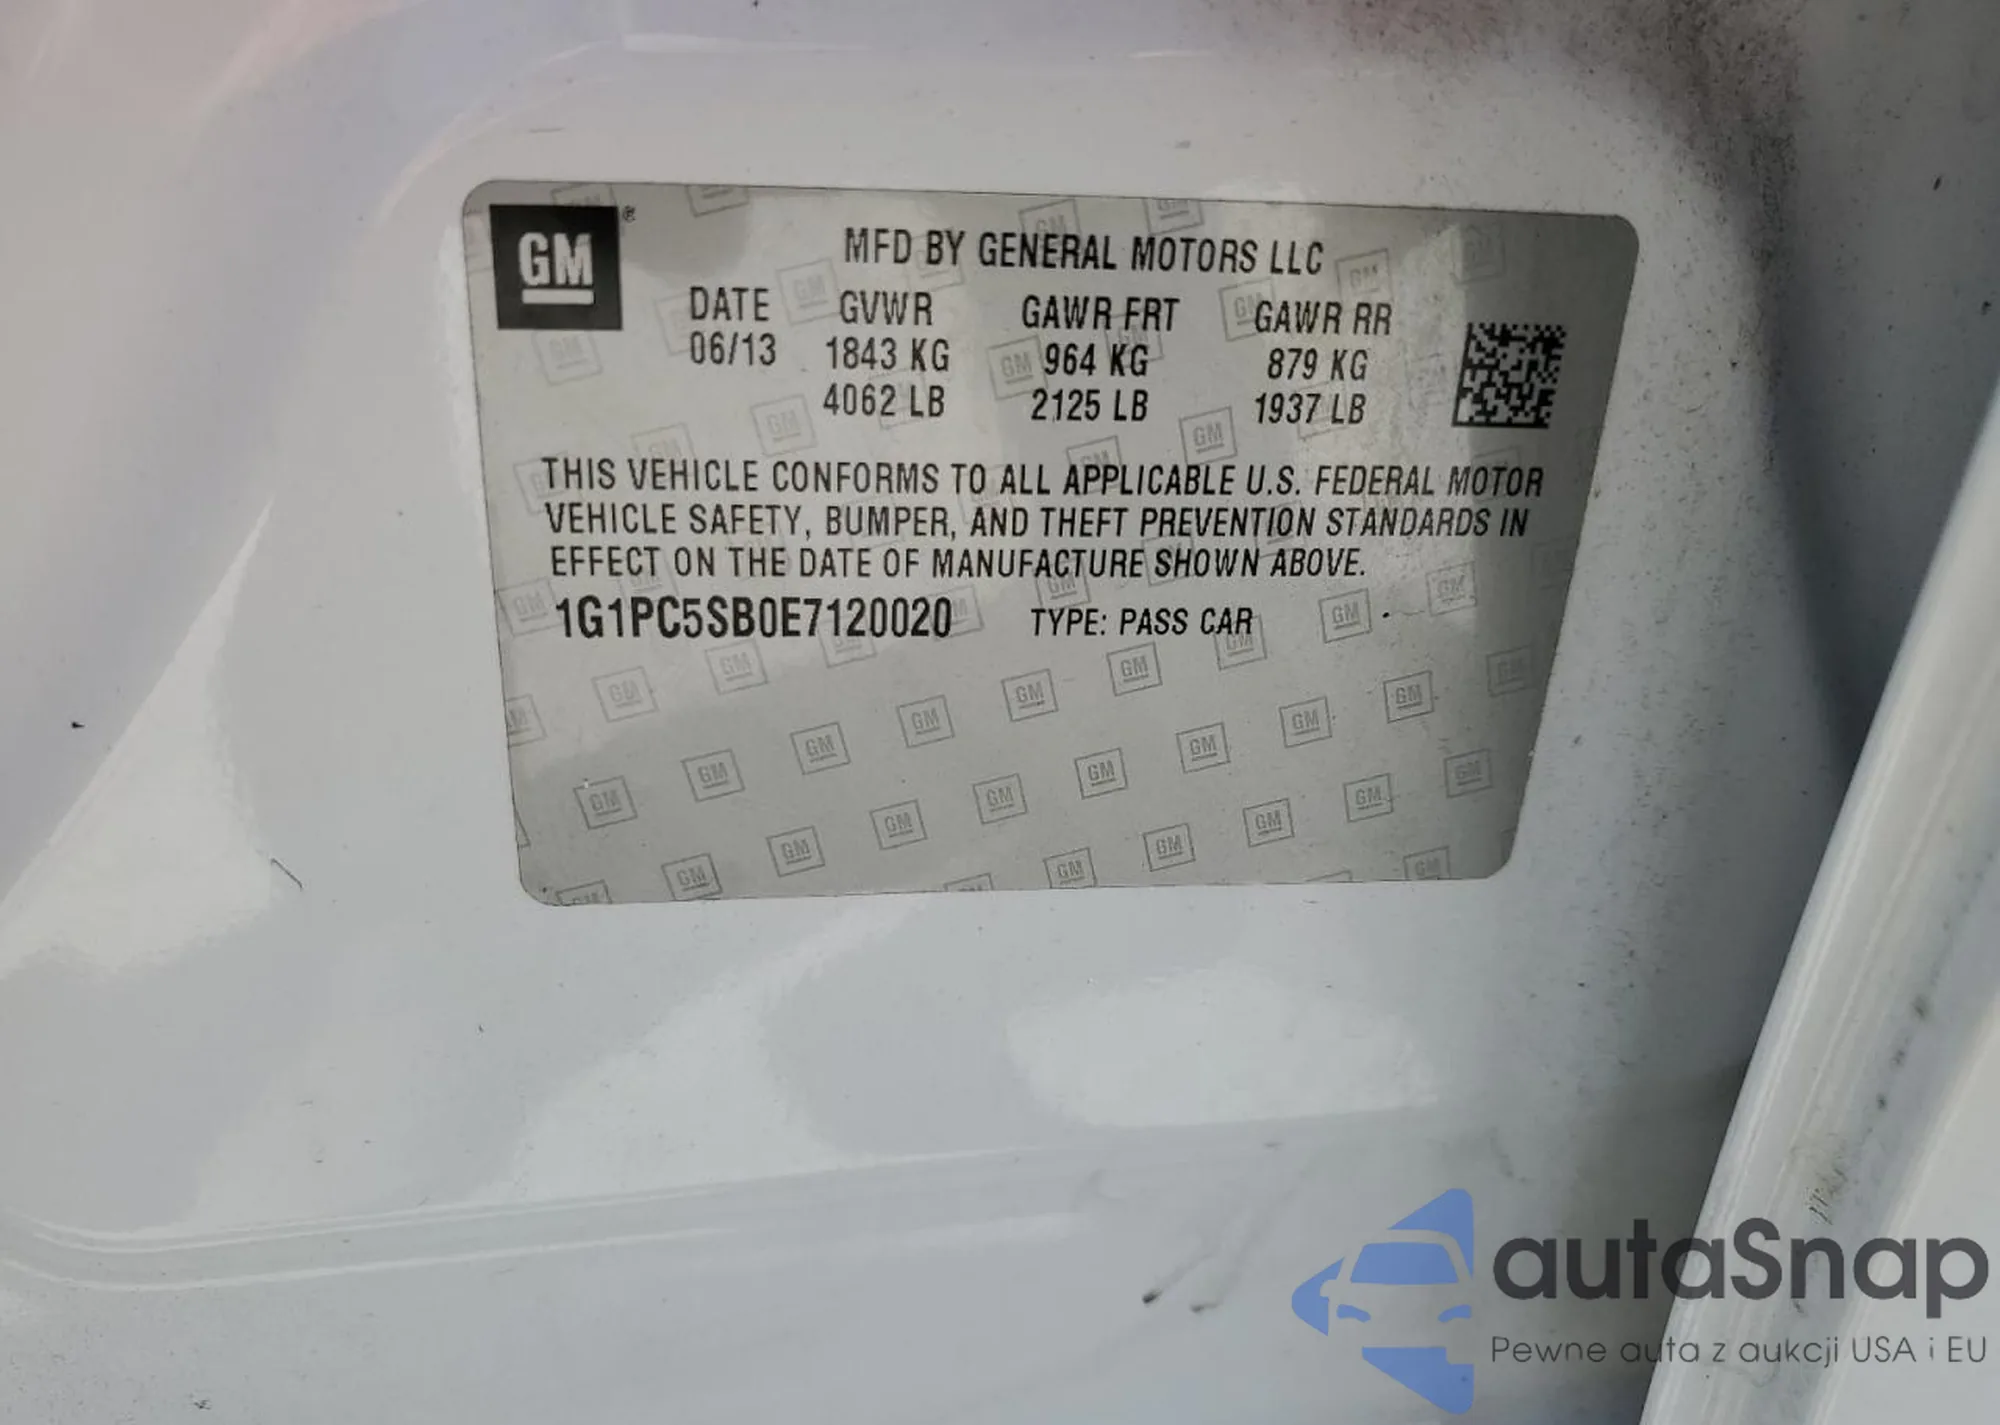 GM ®
MFD BY GENERAL MOTORS LLC
DATE GVWR GAWR FRT GAWR RR
06/13 1843 KG 964 KG 879 KG
4062 LB 2125 LB 1937 LB
THIS VEHICLE CONFORMS TO ALL APPLICABLE U.S. FEDERAL MOTOR
VEHICLE SAFETY, BUMPER, AND THEFT PREVENTION STANDARDS IN
EFFECT ON THE DATE OF MANUFACTURE SHOWN ABOVE.
1G1PC5SB0E7120020 TYPE: PASS CAR
autaSnap
Pewne auta z aukcji USA i EU